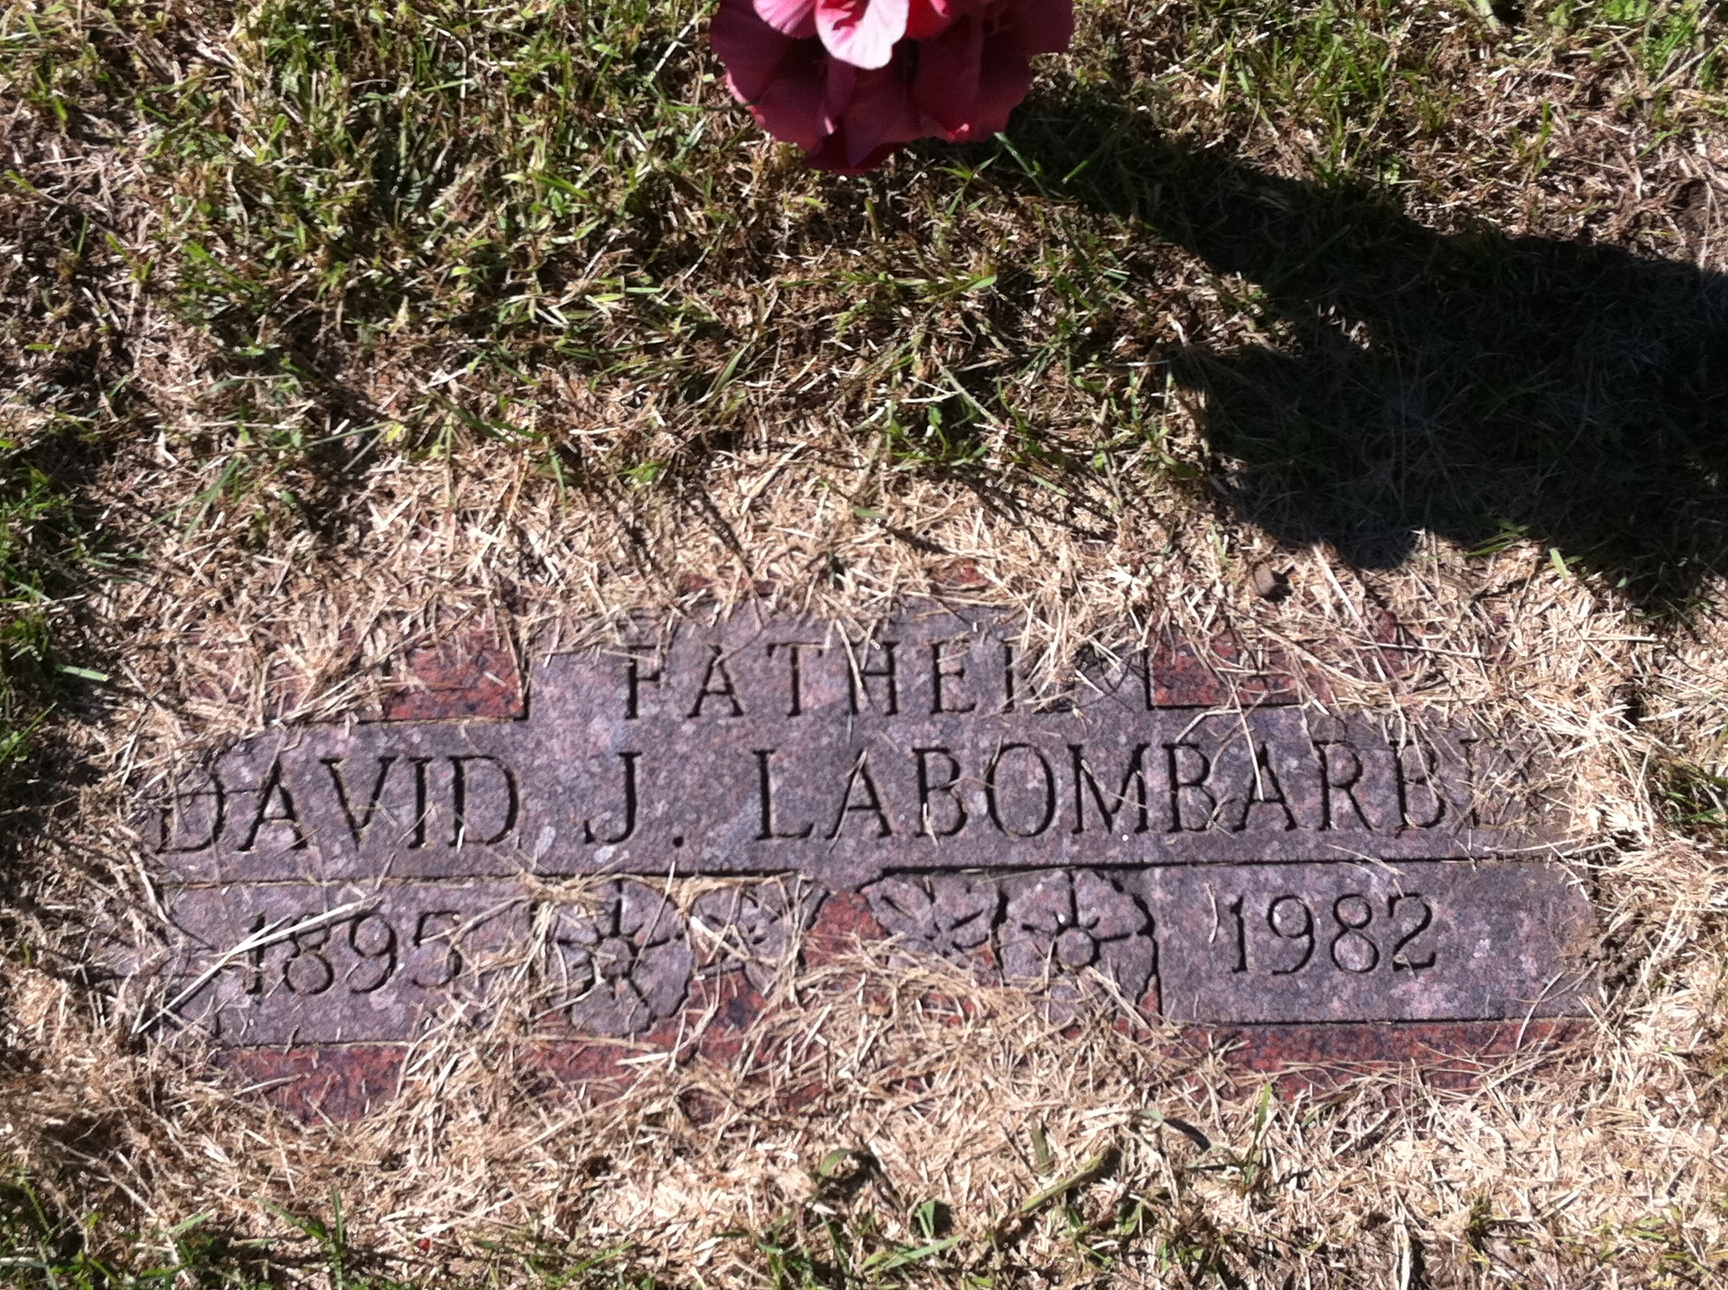 FATHER
DAVID J. LABOMBARD
1895 1982